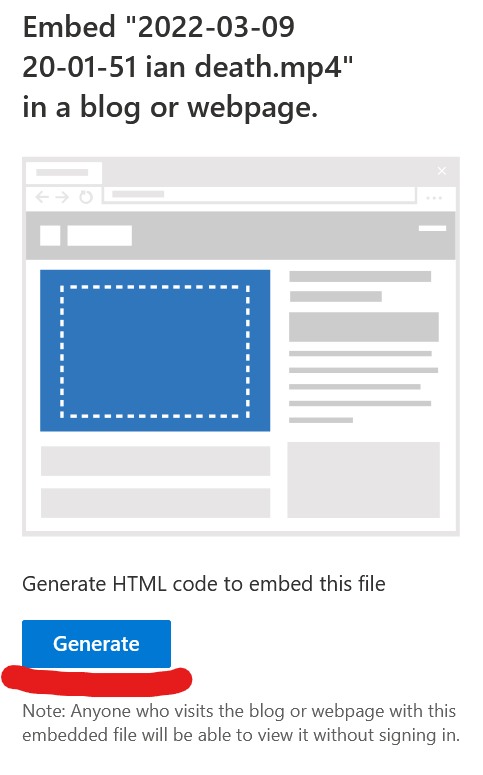 Embed "2022-03-09
20-01-51 ian death.mp4"
in a blog or webpage.
Generate HTML code to embed this file
Generate
Note: Anyone who visits the blog or webpage with this
embedded file will be able to view it without signing in.